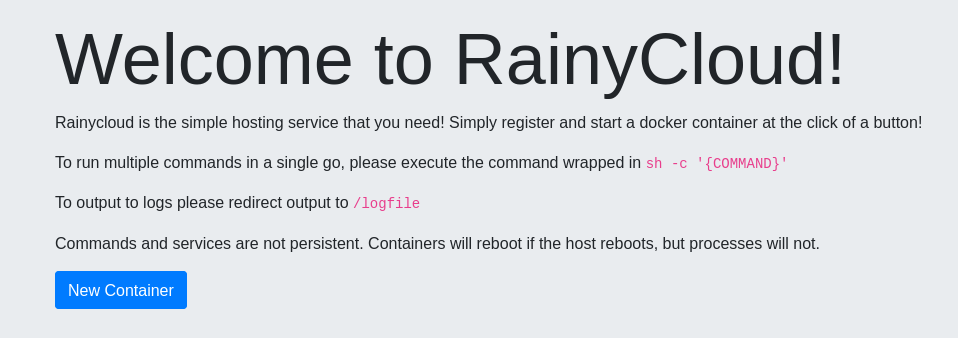 Welcome to RainyCloud!
Rainycloud is the simple hosting service that you need! Simply register and start a docker container at the click of a button!
To run multiple commands in a single go, please execute the command wrapped in sh -c '{COMMAND}'
To output to logs please redirect output to /logfile
Commands and services are not persistent. Containers will reboot if the host reboots, but processes will not.
New Container